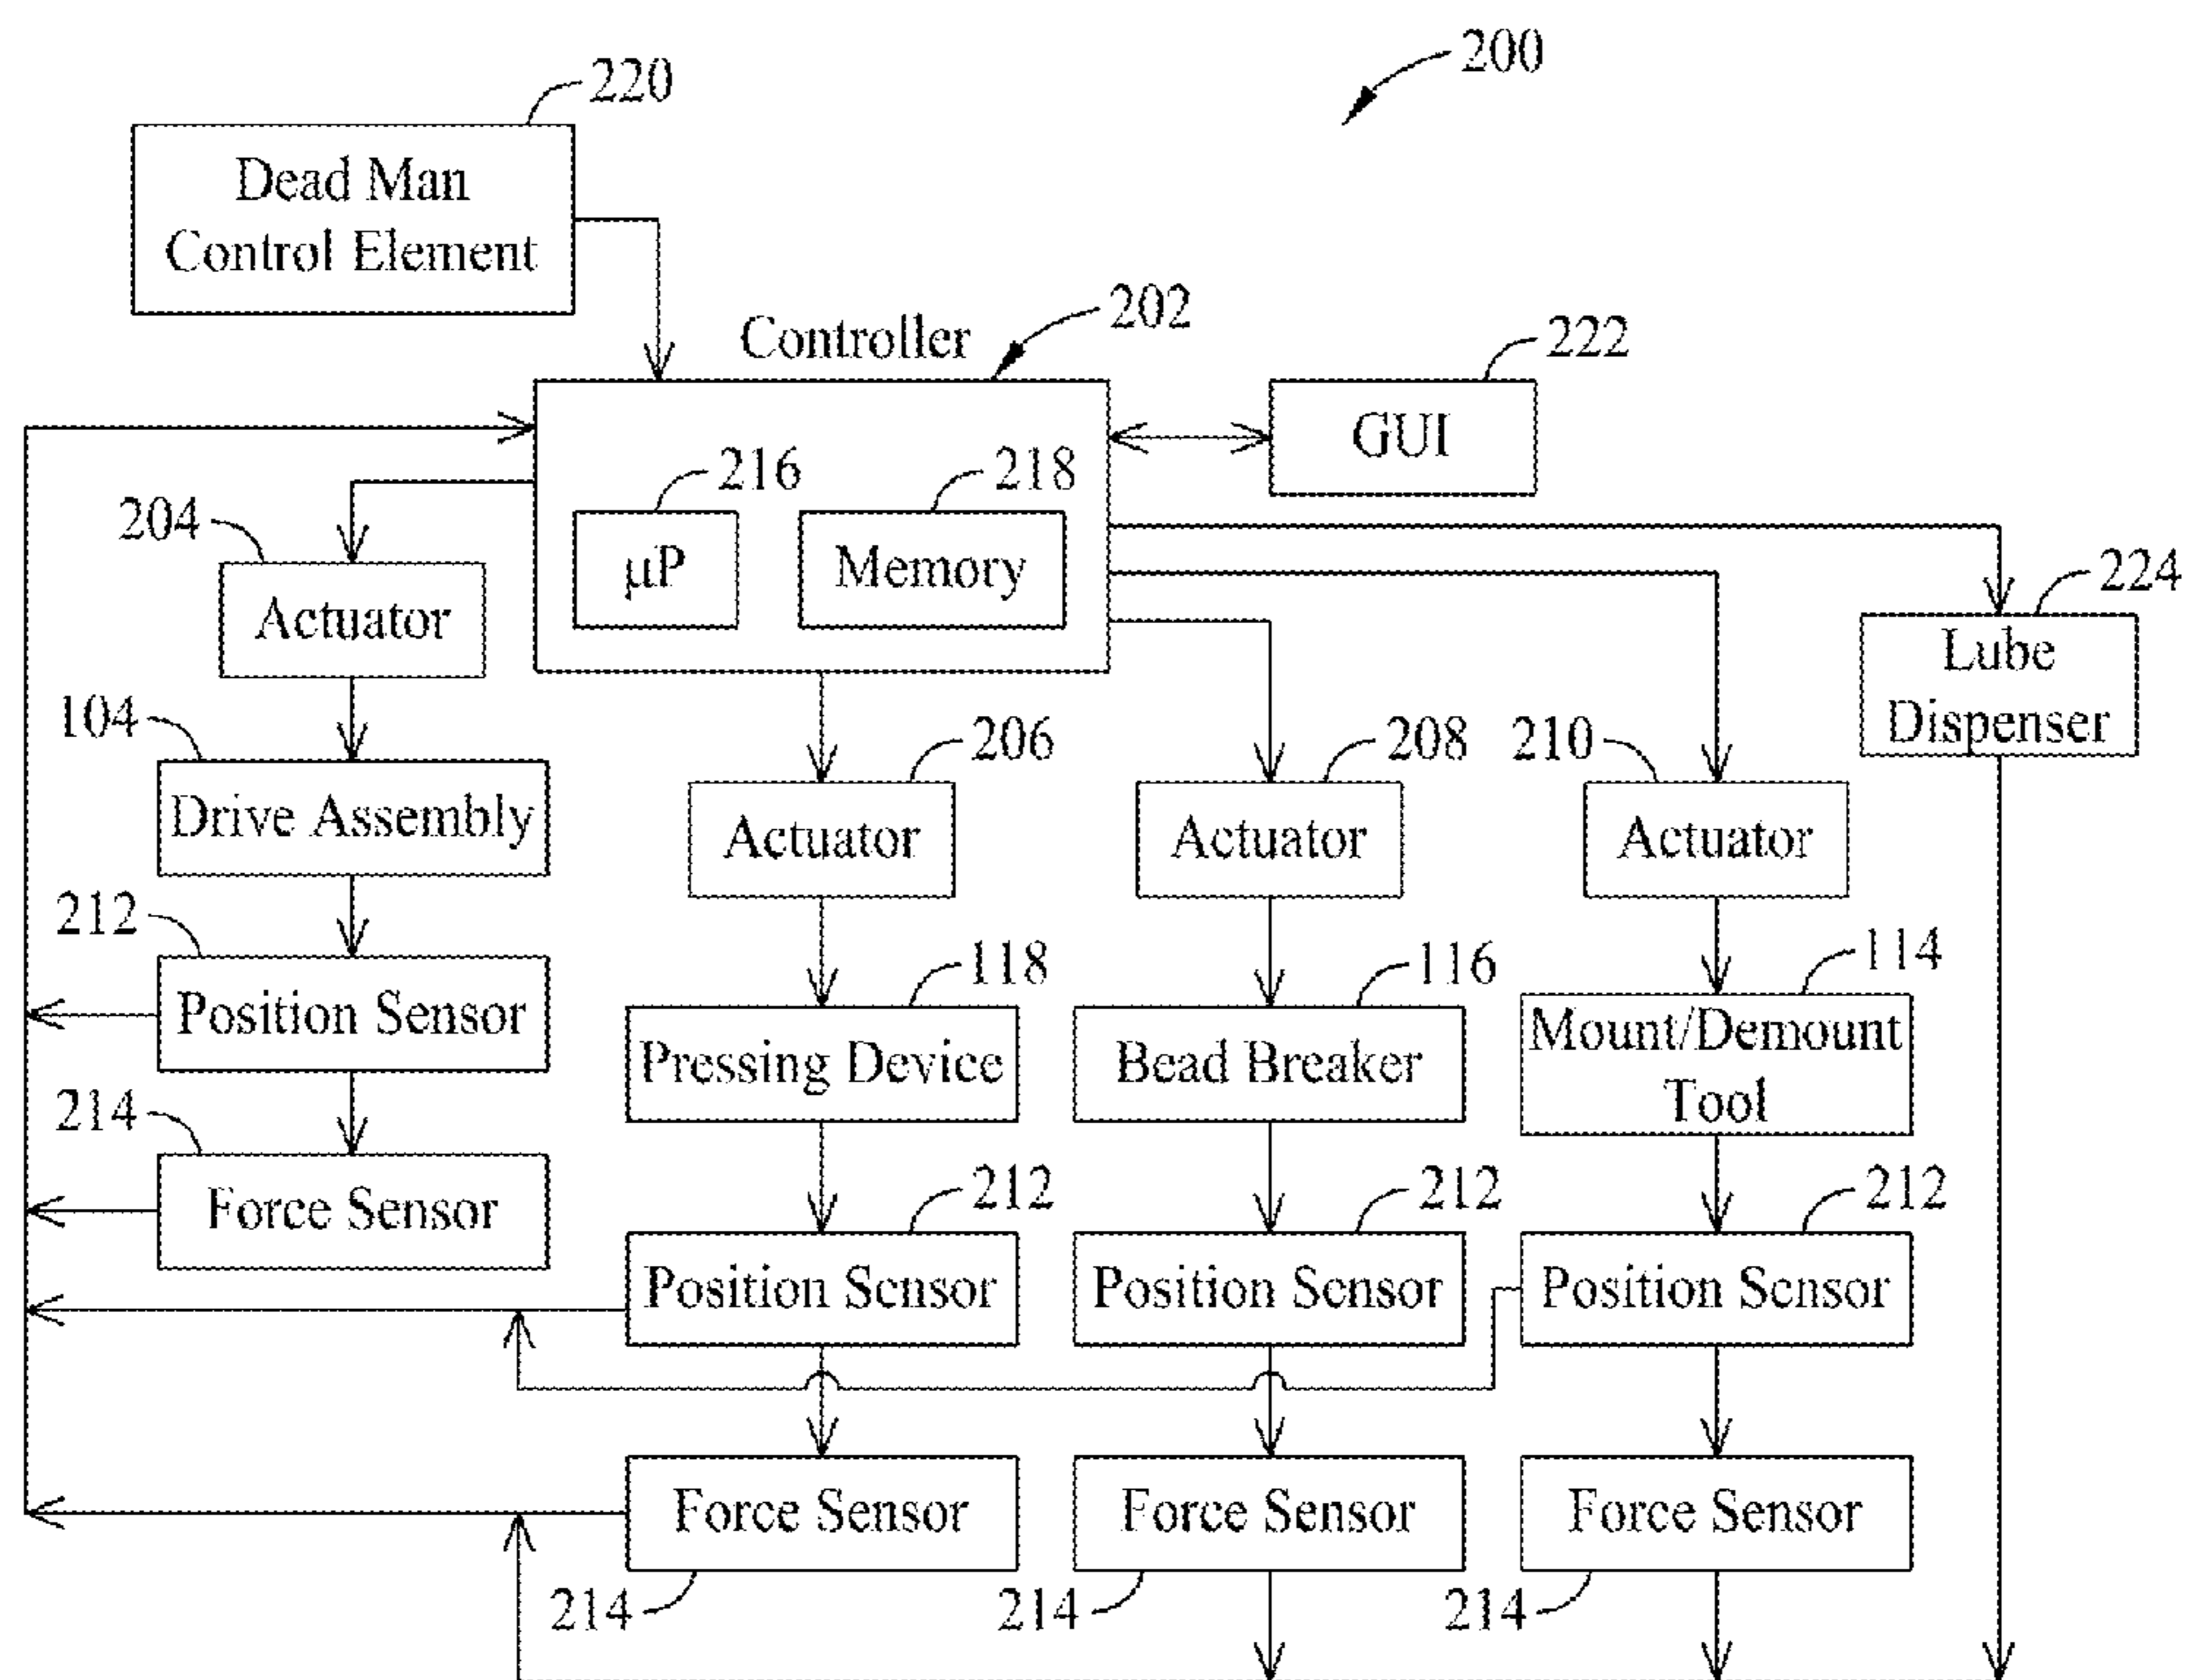 200
220
Dead Man
Control Element
Controller
202
222
GUI
216
218
μP
Memory
204
Actuator
224
Lube
Dispenser
104
Drive Assembly
206
Actuator
208
Actuator
210
Actuator
212
Position Sensor
118
Pressing Device
116
Bead Breaker
114
Mount/Demount
Tool
214
Force Sensor
212
Position Sensor
212
Position Sensor
212
Position Sensor
Force Sensor
214
Force Sensor
214
Force Sensor
214